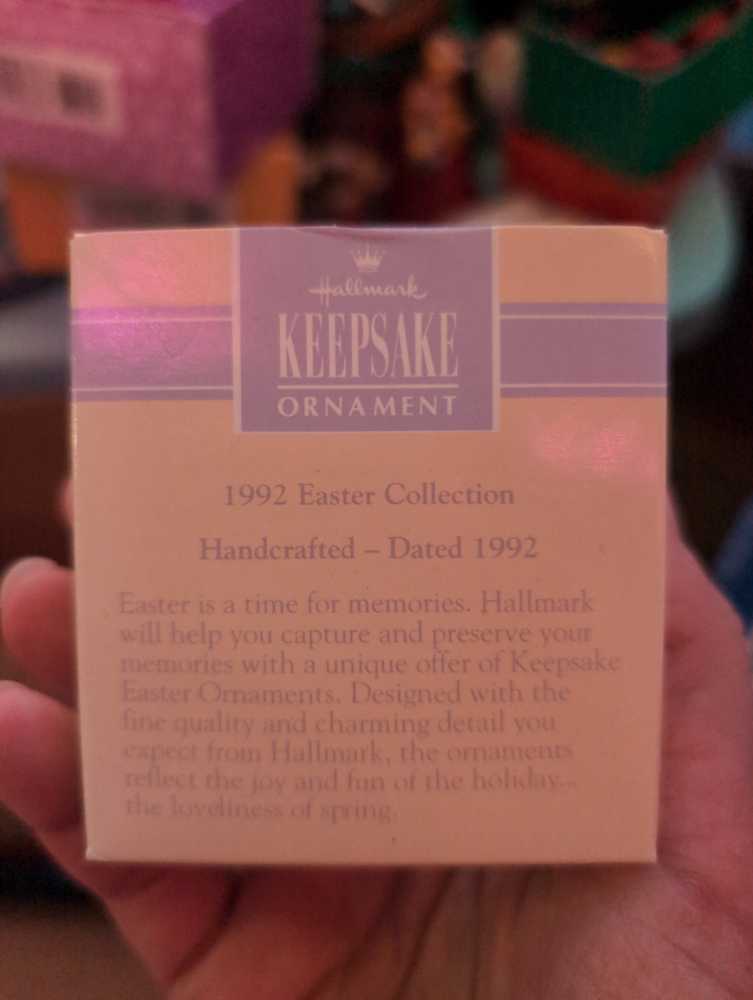 Hallmark
KEEPSAKE
ORNAMENT
1992 Easter Collection
Handcrafted – Dated 1992
Easter is a time for memories. Hallmark
will help you capture and preserve your
memories with a unique offer of Keepsake
Easter Ornaments. Designed with the
fine quality and charming detail you
expect from Hallmark, the ornaments
reflect the joy and fun of the holiday...
the loveliness of spring.